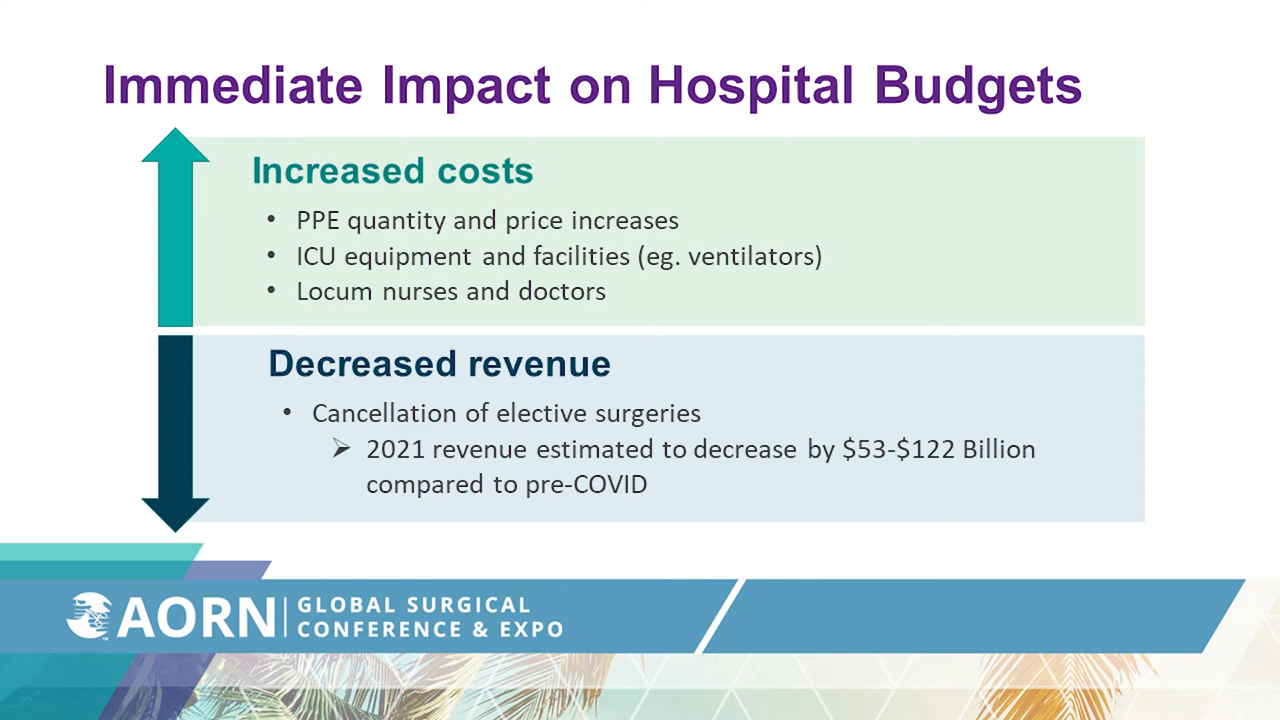 Immediate Impact on Hospital Budgets
Increased costs
• PPE quantity and price increases
• ICU equipment and facilities (eg. ventilators)
• Locum nurses and doctors
Decreased revenue
• Cancellation of elective surgeries
➢ 2021 revenue estimated to decrease by $53-$122 Billion
compared to pre-COVID
AORN
GLOBAL SURGICAL
CONFERENCE & EXPO